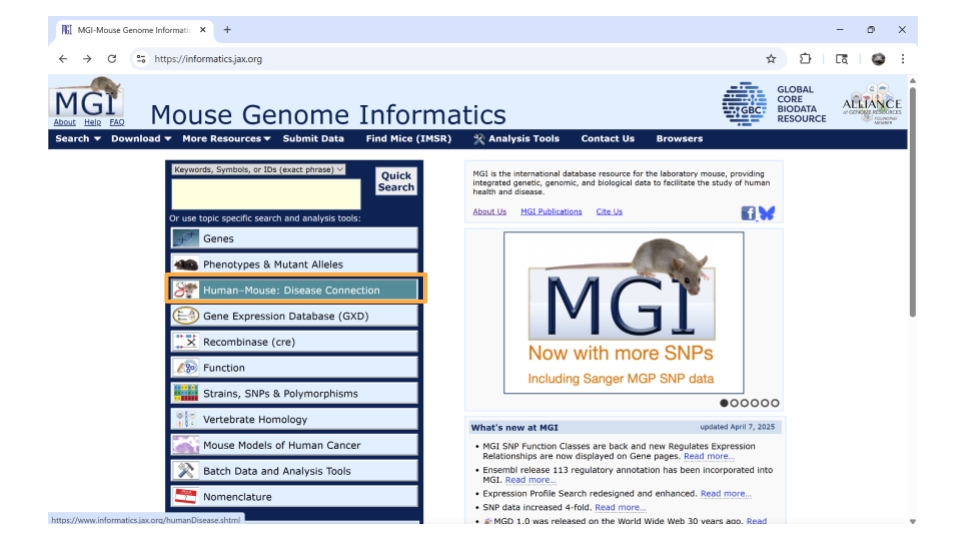 MGI MGI-Mouse Genome Informatic
https://informatics.jax.org
MGI
About Help FAQ
Mouse Genome Informatics
GBC
GLOBAL
CORE
BIODATA
RESOURCE
ALLIANCE
of GENOME RESOURCES
FOUNDING
MEMBER
Search Download More Resources Submit Data Find Mice (IMSR) Analysis Tools Contact Us Browsers
Keywords, Symbols, or IDs (exact phrase)
Quick
Search
Or use topic specific search and analysis tools:
Genes
Phenotypes & Mutant Alleles
Human–Mouse: Disease Connection
Gene Expression Database (GXD)
Recombinase (cre)
Function
Strains, SNPs & Polymorphisms
Vertebrate Homology
Mouse Models of Human Cancer
Batch Data and Analysis Tools
Nomenclature
https://www.informatics.jax.org/humanDisease.shtml
MGI is the international database resource for the laboratory mouse, providing
integrated genetic, genomic, and biological data to facilitate the study of human
health and disease.
About Us MGI Publications Cite Us
MGI
Now with more SNPs
Including Sanger MGP SNP data
What's new at MGI updated April 7, 2025
• MGI SNP Function Classes are back and new Regulates Expression
Relationships are now displayed on Gene pages. Read more...
• Ensembl release 113 regulatory annotation has been incorporated into
MGI. Read more...
• Expression Profile Search redesigned and enhanced. Read more...
• SNP data increased 4-fold. Read more...
• MGD 1.0 was released on the World Wide Web 30 years ago. Read